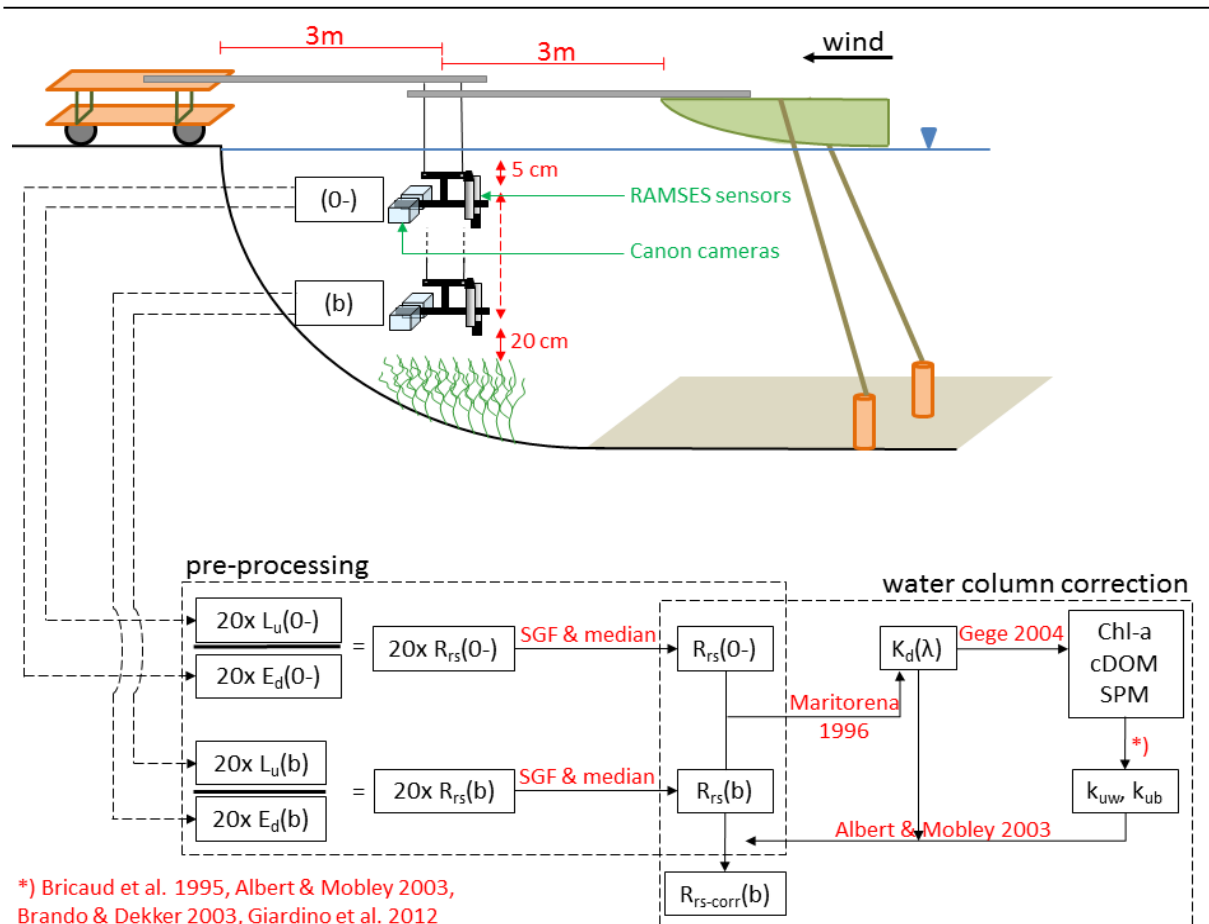 3m
3m
wind
5 cm
(0-)
RAMSES sensors
Canon cameras
(b)
20 cm
pre-processing
water column correction
20x Lu(0-)
20x Ed(0-)
=
20x Rrs(0-)
SGF & median
Rrs(0-)
Kd(λ)
Gege 2004
Chl-a
cDOM
SPM
Maritorena
1996
*)
20x Lu(b)
20x Ed(b)
=
20x Rrs(b)
SGF & median
Rrs(b)
kuw, kub
Albert & Mobley 2003
Rrs-corr(b)
*) Bricaud et al. 1995, Albert & Mobley 2003,
Brando & Dekker 2003, Giardino et al. 2012